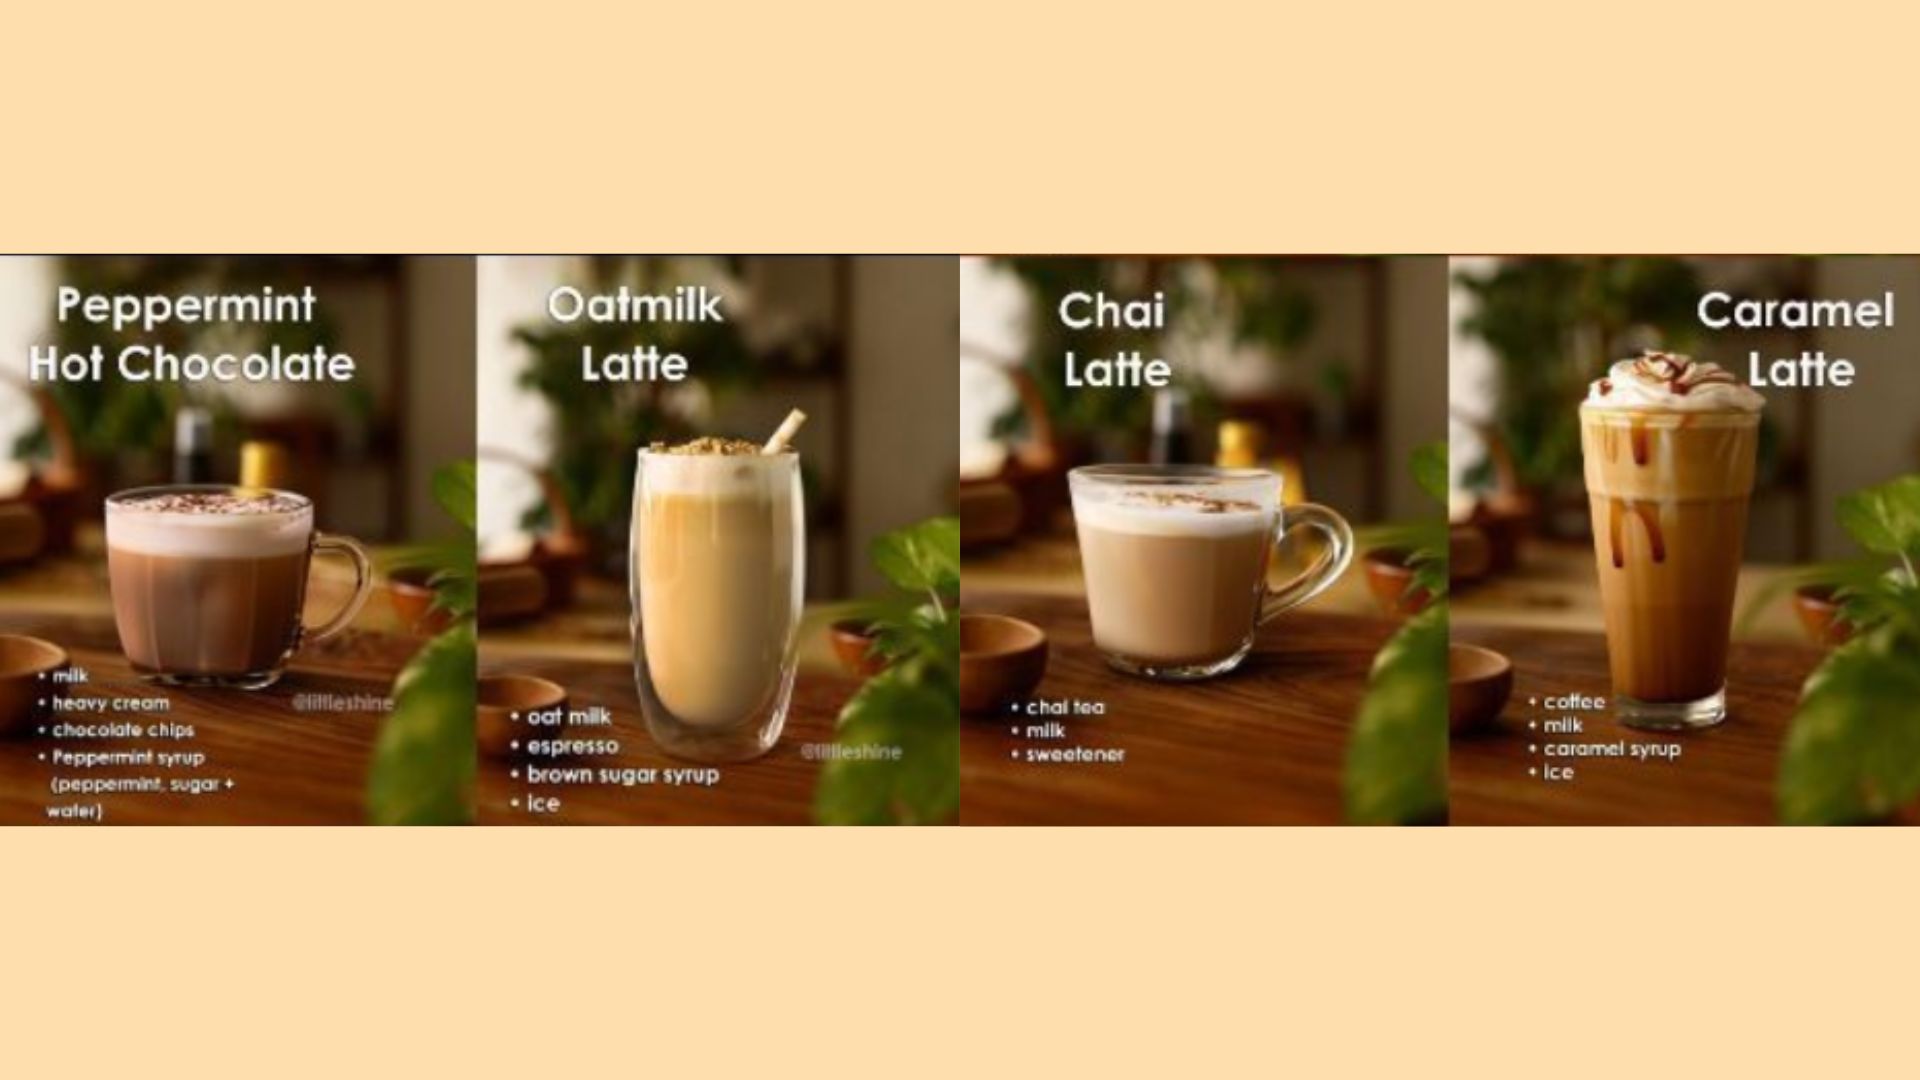 Peppermint
Hot Chocolate
• milk
• heavy cream
• chocolate chips
• Peppermint syrup
(peppermint, sugar +
water)
@littleshine
Oatmilk
Latte
• oat milk
• espresso
• brown sugar syrup
• ice
@littleshine
Chai
Latte
• chai tea
• milk
• sweetener
Caramel
Latte
• coffee
• milk
• caramel syrup
• ice